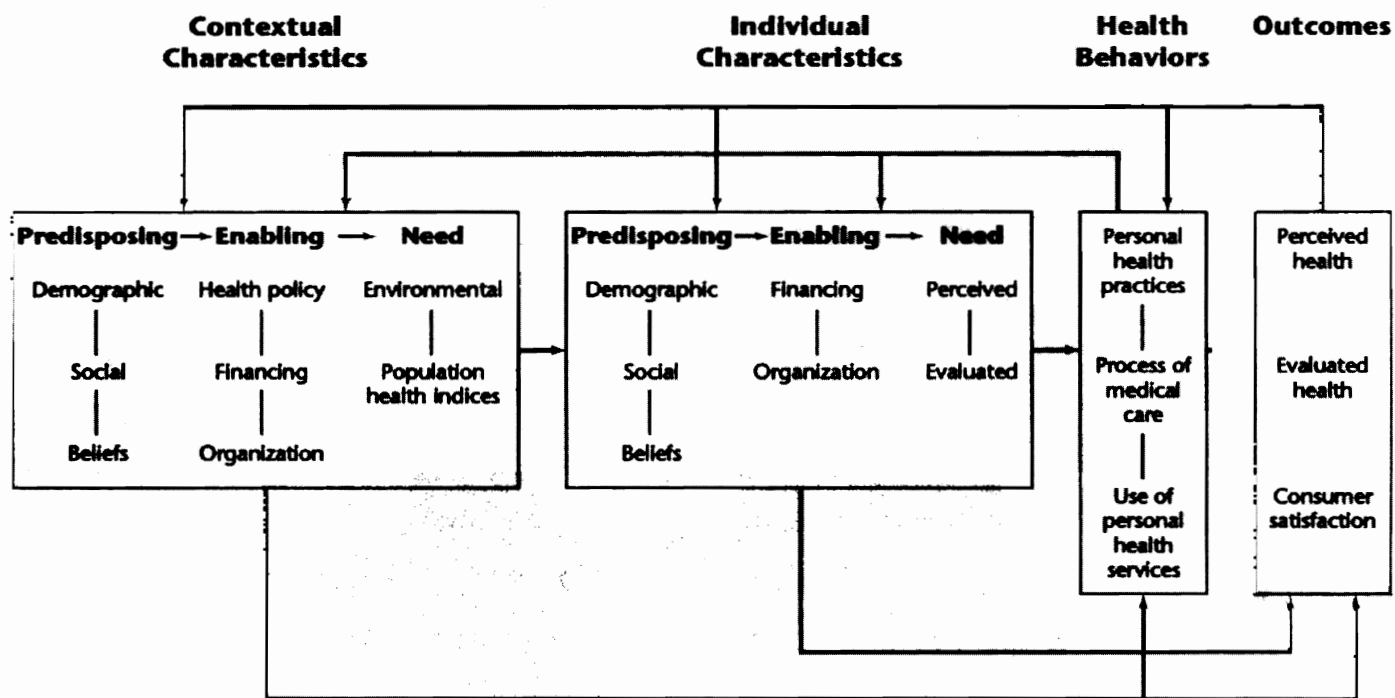 Contextual
Characteristics
Individual
Characteristics
Health
Behaviors
Outcomes
Predisposing
Enabling
Need
Demographic
Health policy
Environmental
Social
Financing
Population
health indices
Beliefs
Organization
Predisposing
Enabling
Need
Demographic
Financing
Perceived
Social
Organization
Evaluated
Beliefs
Personal
health
practices
Process of
medical
care
Use of
personal
health
services
Perceived
health
Evaluated
health
Consumer
satisfaction